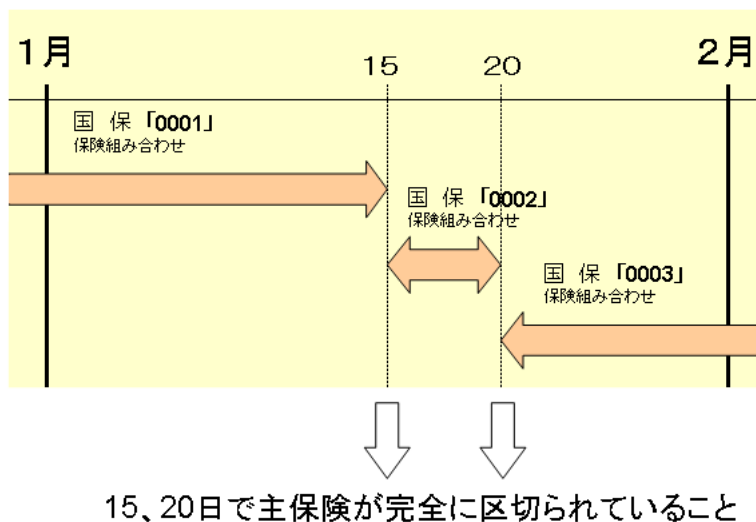 1月
15
20
2月
国 保「0001」
保険組み合わせ
国 保「0002」
保険組み合わせ
国 保「0003」
保険組み合わせ
15、20日で主保険が完全に区切られていること